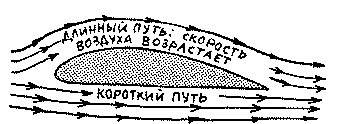 ДЛИННЫЙ ПУТЬ: СКОРОСТЬ
ВОЗДУХА ВОЗРАСТАЕТ
КОРОТКИЙ ПУТЬ